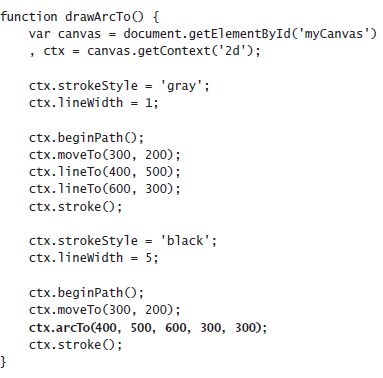 function drawArcTo() {
    var canvas = document.getElementById('myCanvas')
    , ctx = canvas.getContext('2d');

    ctx.strokeStyle = 'gray';
    ctx.lineWidth = 1;

    ctx.beginPath();
    ctx.moveTo(300, 200);
    ctx.lineTo(400, 500);
    ctx.lineTo(600, 300);
    ctx.stroke();

    ctx.strokeStyle = 'black';
    ctx.lineWidth = 5;

    ctx.beginPath();
    ctx.moveTo(300, 200);
    ctx.arcTo(400, 500, 600, 300, 300);
    ctx.stroke();
}